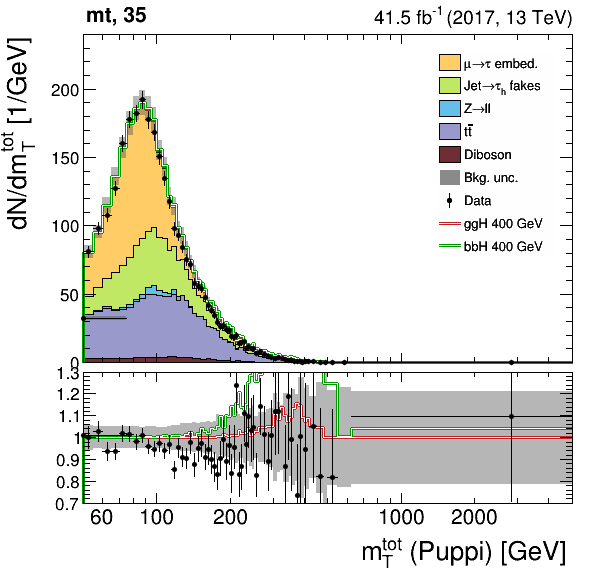 mt, 35
41.5 fb⁻¹ (2017, 13 TeV)
dN/dm_T^tot [1/GeV]
200
150
100
50
0
μ→τ embed.
Jet→τ_h fakes
Z→ll
tt̄
Diboson
Bkg. unc.
Data
ggH 400 GeV
bbH 400 GeV
1.3
1.2
1.1
1
0.9
0.8
0.7
60
100
200
1000
2000
m_T^tot (Puppi) [GeV]